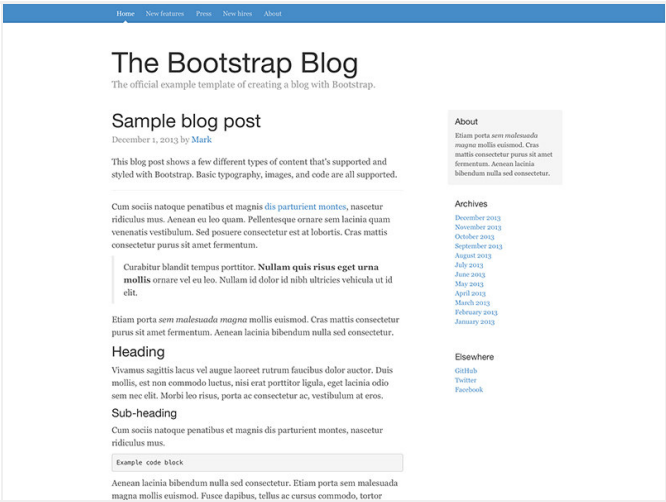 Home New features Press New hires About
The Bootstrap Blog
The official example template of creating a blog with Bootstrap.
Sample blog post
December 1, 2013 by Mark
This blog post shows a few different types of content that's supported and
styled with Bootstrap. Basic typography, images, and code are all supported.
Cum sociis natoque penatibus et magnis dis parturient montes, nascetur
ridiculus mus. Aenean eu leo quam. Pellentesque ornare sem lacinia quam
venenatis vestibulum. Sed posuere consectetur est at lobortis. Cras mattis
consectetur purus sit amet fermentum.
Curabitur blandit tempus porttitor. Nullam quis risus eget urna
mollis ornare vel eu leo. Nullam id dolor id nibh ultricies vehicula ut id
elit.
Etiam porta sem malesuada magna mollis euismod. Cras mattis consectetur
purus sit amet fermentum. Aenean lacinia bibendum nulla sed consectetur.
Heading
Vivamus sagittis lacus vel augue laoreet rutrum faucibus dolor auctor. Duis
mollis, est non commodo luctus, nisi erat porttitor ligula, eget lacinia odio
sem nec elit. Morbi leo risus, porta ac consectetur ac, vestibulum at eros.
Sub-heading
Cum sociis natoque penatibus et magnis dis parturient montes, nascetur
ridiculus mus.
Example code block
Aenean lacinia bibendum nulla sed consectetur. Etiam porta sem malesuada
magna mollis euismod. Fusce dapibus, tellus ac cursus commodo, tortor
About
Etiam porta sem malesuada
magna mollis euismod. Cras
mattis consectetur purus sit amet
fermentum. Aenean lacinia
bibendum nulla sed consectetur.
Archives
December 2013
November 2013
October 2013
September 2013
August 2013
July 2013
June 2013
May 2013
April 2013
March 2013
February 2013
January 2013
Elsewhere
GitHub
Twitter
Facebook